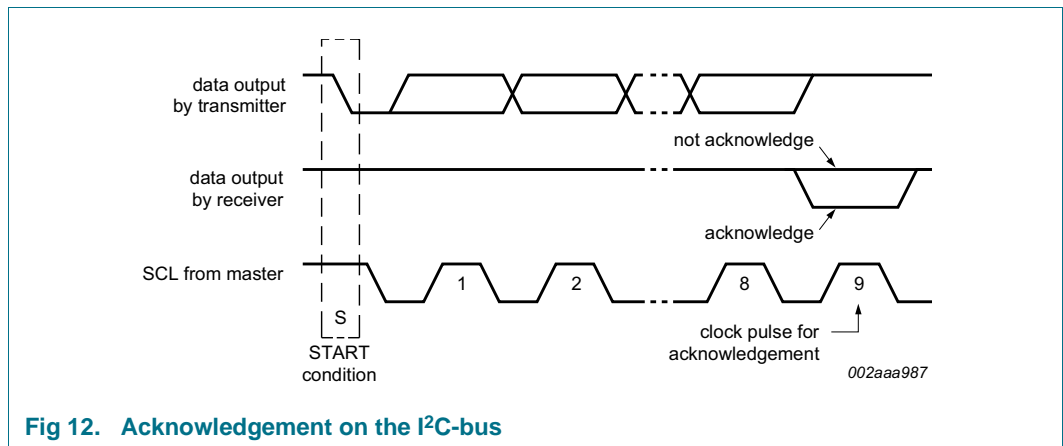 data output
by transmitter
not acknowledge
data output
by receiver
acknowledge
SCL from master
1
2
8
9
S
START
condition
clock pulse for
acknowledgement
002aaa987
Fig 12. Acknowledgement on the I²C-bus